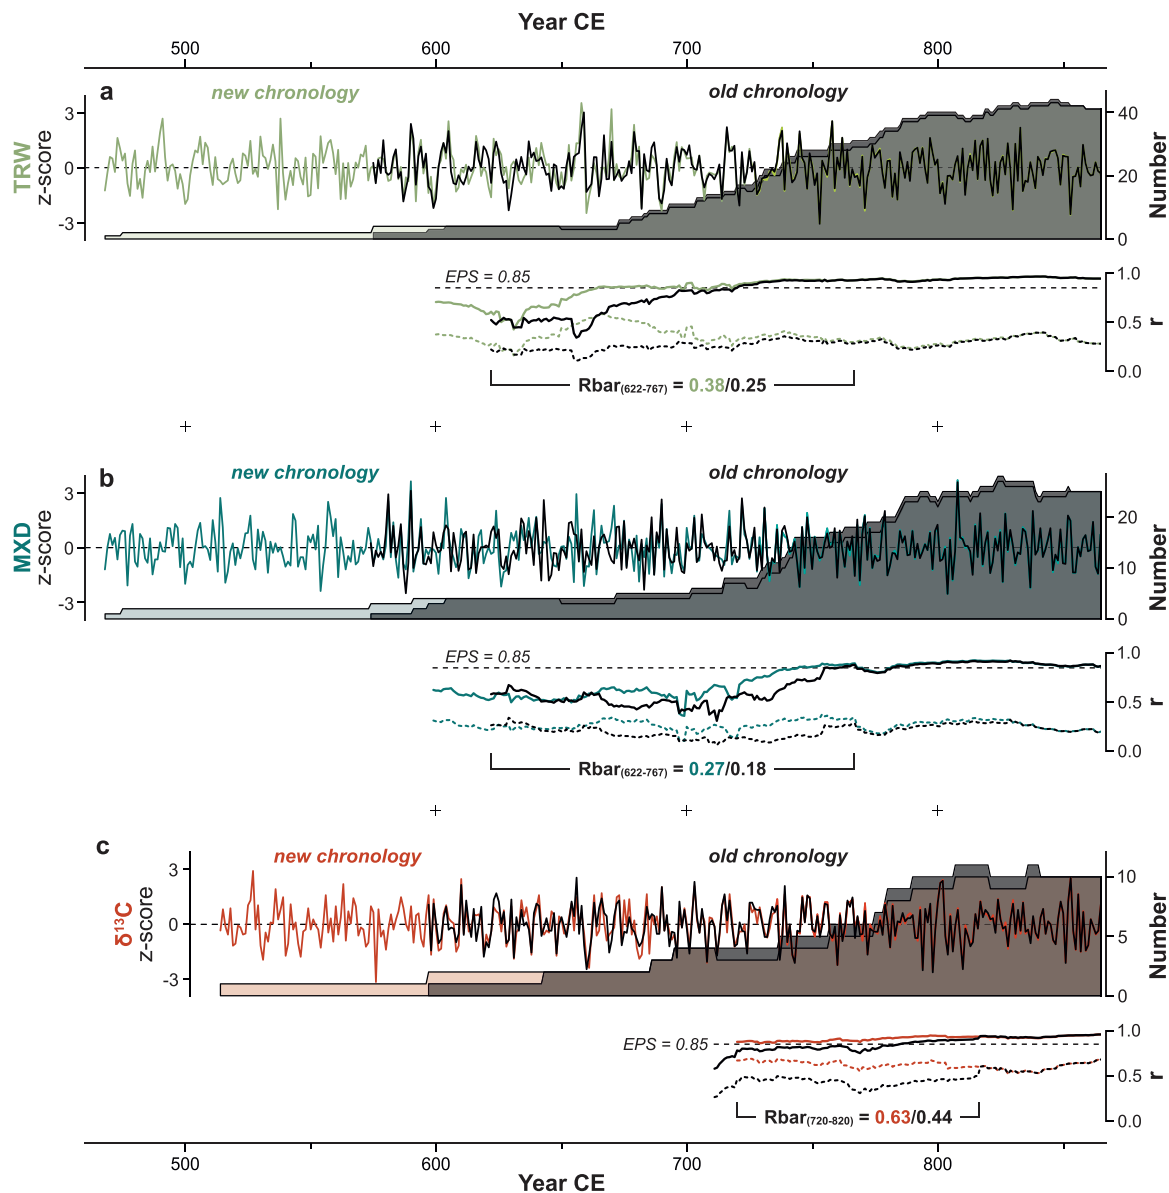 Year CE
500 600 700 800
a
new chronology
old chronology
TRW
z-score
3
0
-3
40
20
0
Number
EPS = 0.85
1.0
0.5
0.0
r
Rbar(622-767) = 0.38/0.25
b
new chronology
old chronology
MXD
z-score
3
0
-3
20
10
0
Number
EPS = 0.85
1.0
0.5
0.0
r
Rbar(622-767) = 0.27/0.18
c
new chronology
old chronology
δ¹³C
z-score
3
0
-3
10
5
0
Number
EPS = 0.85
1.0
0.5
0.0
r
Rbar(720-820) = 0.63/0.44
500 600 700 800
Year CE